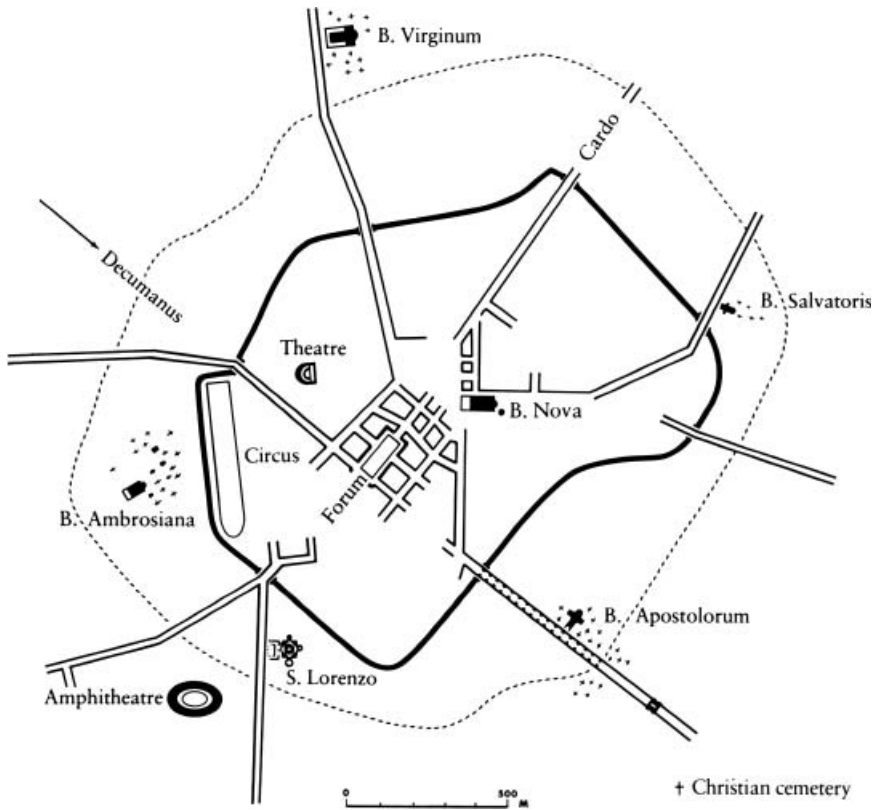 B. Virginum
Cardo
Decumanus
B. Salvatoris
Theatre
B. Nova
Circus
Forum
B. Ambrosiana
B. Apostolorum
S. Lorenzo
Amphitheatre
0 500
M
† Christian cemetery